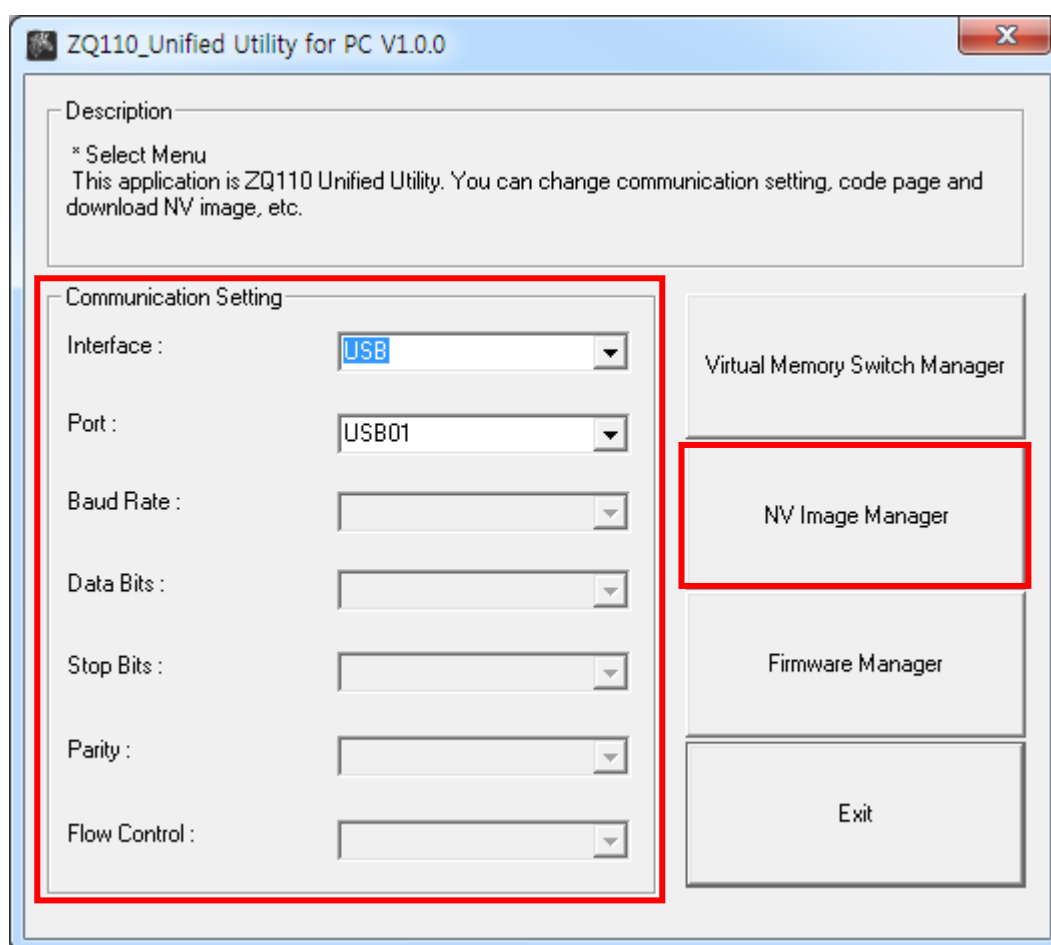 ZQ110_Unified Utility for PC V1.0.0
Description
* Select Menu
This application is ZQ110 Unified Utility. You can change communication setting, code page and
download NV image, etc.
Communication Setting
Interface :
USB
Port :
USB01
Baud Rate :
Data Bits :
Stop Bits :
Parity :
Flow Control :
Virtual Memory Switch Manager
NV Image Manager
Firmware Manager
Exit